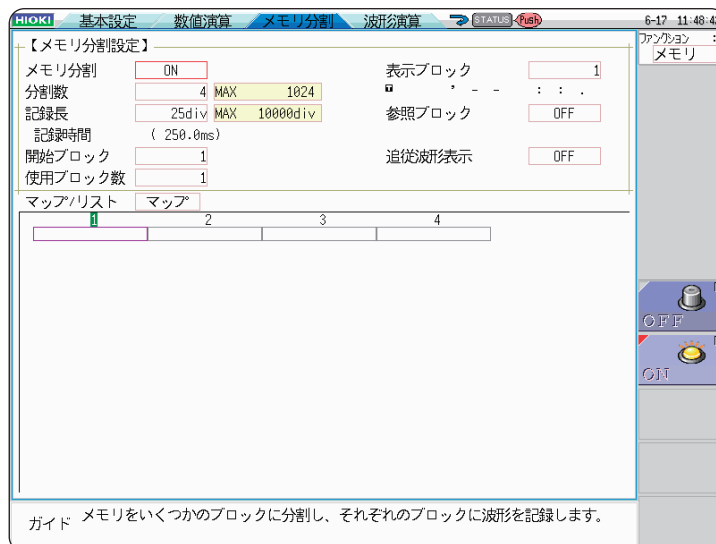 HIOKI 基本設定 数値演算 メモリ分割 波形演算 STATUS Push 6-17 11:48:4
ファンクション :
メモリ
【メモリ分割設定】
メモリ分割 ON 表示ブロック 1
分割数 4 MAX 1024 T ' - - : : .
記録長 25div MAX 10000div 参照ブロック OFF
記録時間 ( 250.0ms)
開始ブロック 1 追従波形表示 OFF
使用ブロック数 1
マップ/リスト マップ
1 2 3 4
OFF
ON
ガイド メモリをいくつかのブロックに分割し、それぞれのブロックに波形を記録します。